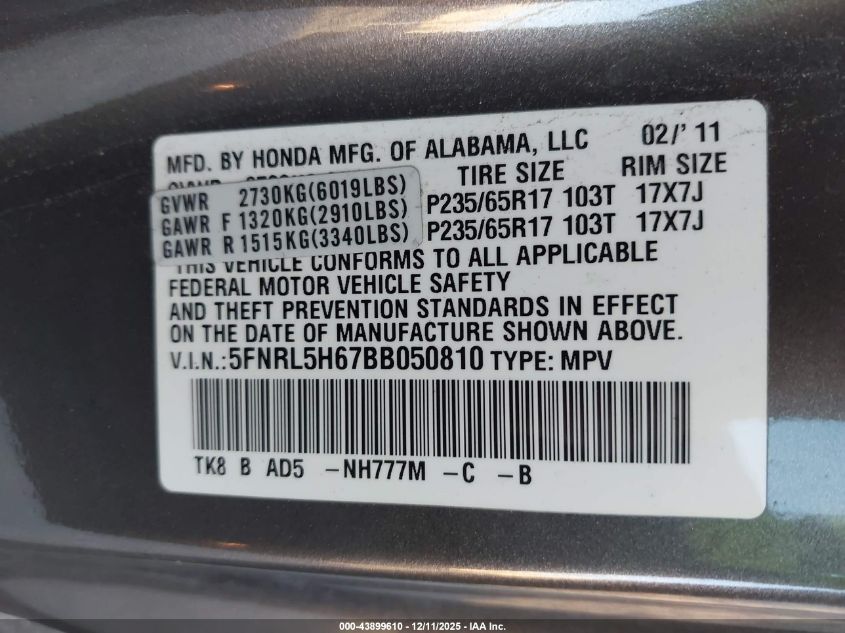 MFD. BY HONDA MFG. OF ALABAMA, LLC 02/'11
TIRE SIZE RIM SIZE
GVWR 2730KG(6019LBS)
GAWR F 1320KG(2910LBS) P235/65R17 103T 17X7J
GAWR R 1515KG(3340LBS) P235/65R17 103T 17X7J
THIS VEHICLE CONFORMS TO ALL APPLICABLE
FEDERAL MOTOR VEHICLE SAFETY
AND THEFT PREVENTION STANDARDS IN EFFECT
ON THE DATE OF MANUFACTURE SHOWN ABOVE.
V.I.N.:5FNRL5H67BB050810 TYPE: MPV
TK8 B AD5 -NH777M -C -B
000-43899610 - 12/11/2025 - IAA Inc.